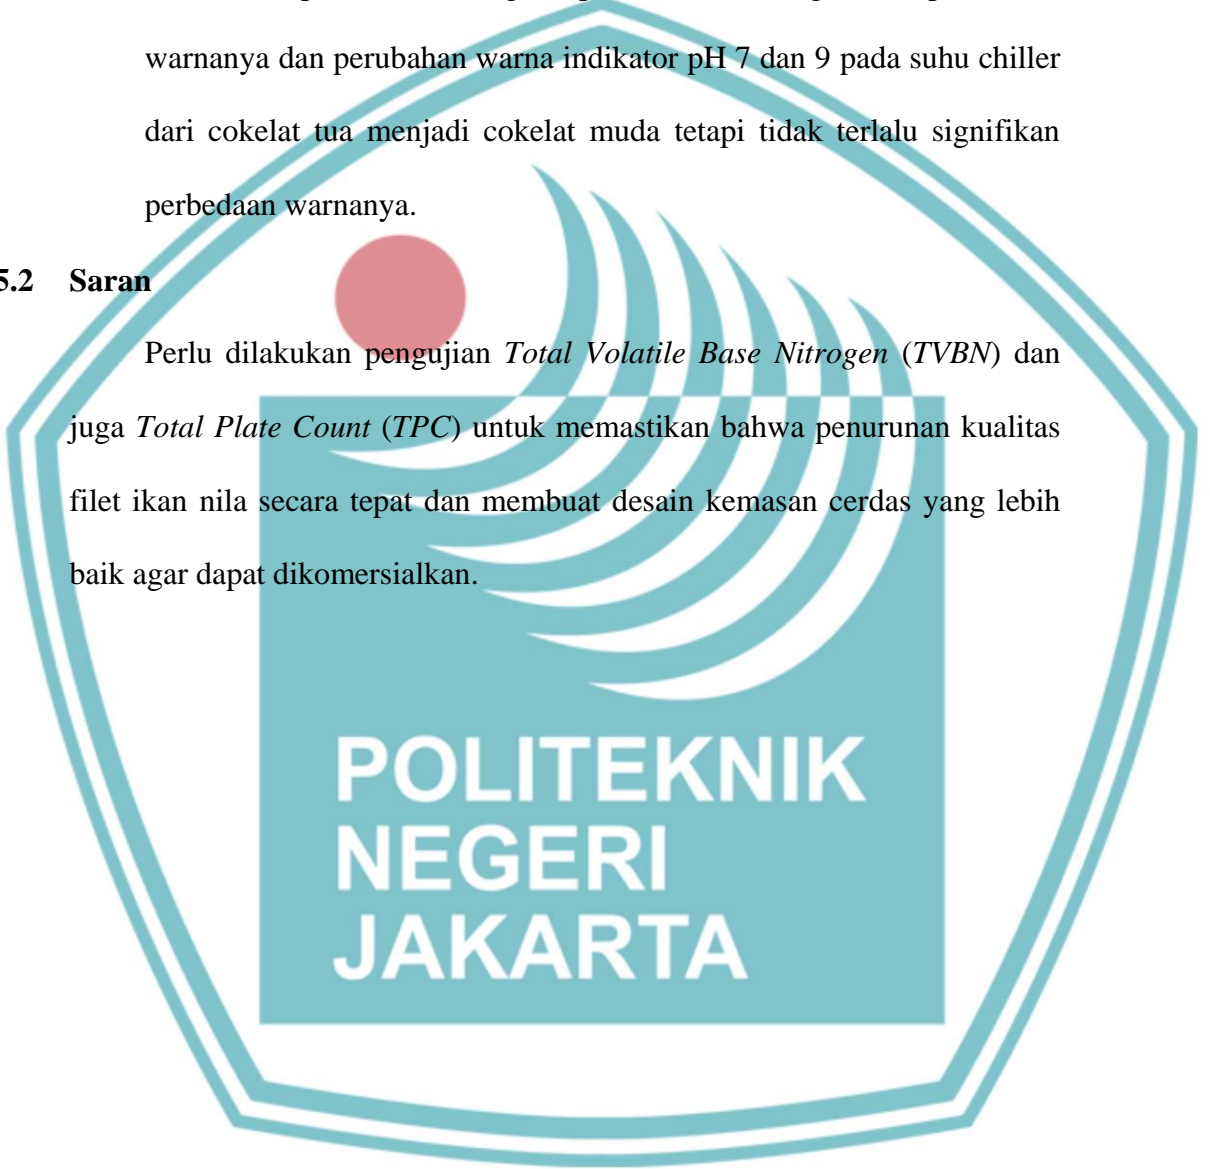 warnanya dan perubahan warna indikator pH 7 dan 9 pada suhu chiller
dari cokelat tua menjadi cokelat muda tetapi tidak terlalu signifikan
perbedaan warnanya.
5.2 Saran
Perlu dilakukan pengujian Total Volatile Base Nitrogen (TVBN) dan
juga Total Plate Count (TPC) untuk memastikan bahwa penurunan kualitas
filet ikan nila secara tepat dan membuat desain kemasan cerdas yang lebih
baik agar dapat dikomersialkan.
POLITEKNIK
NEGERI
JAKARTA